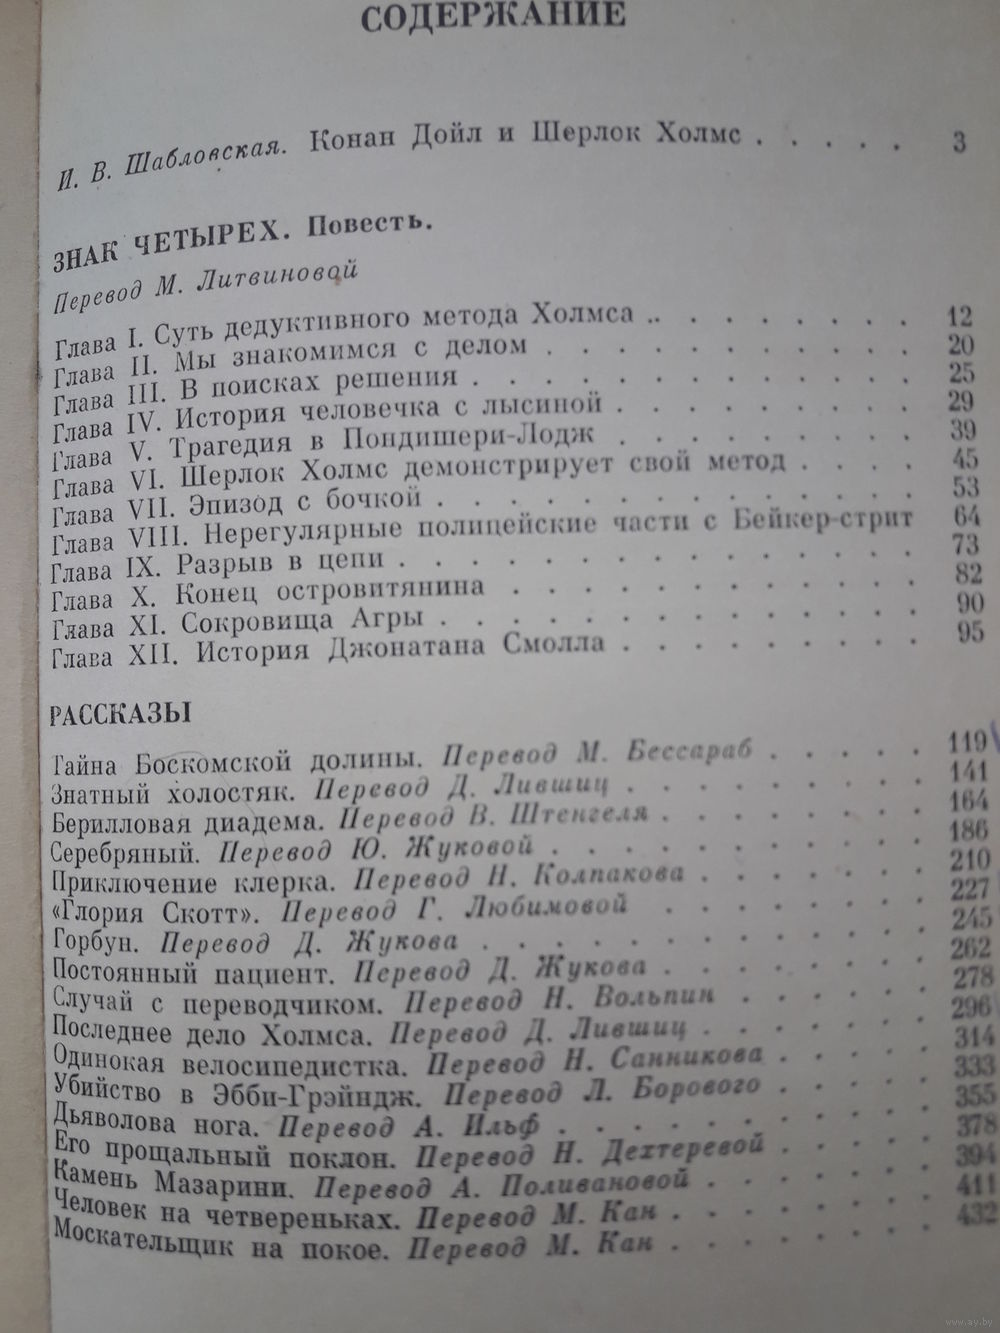 СОДЕРЖАНИЕ
И. В. Шабловская. Конан Дойл и Шерлок Холмс . . . . . 3
ЗНАК ЧЕТЫРЕХ. Повесть.
Перевод М. Литвиновой
Глава I. Суть дедуктивного метода Холмса . . . . . . . . . 12
Глава II. Мы знакомимся с делом . . . . . . . . . . . 20
Глава III. В поисках решения . . . . . . . . . . . . . 25
Глава IV. История человечка с лысиной . . . . . . . . . 29
Глава V. Трагедия в Пондишери-Лодж . . . . . . . . . 39
Глава VI. Шерлок Холмс демонстрирует свой метод . . . . 45
Глава VII. Эпизод с бочкой . . . . . . . . . . . . . . 53
Глава VIII. Нерегулярные полицейские части с Бейкер-стрит 64
Глава IX. Разрыв в цепи . . . . . . . . . . . . . . . 73
Глава X. Конец островитянина . . . . . . . . . . . . 82
Глава XI. Сокровища Агры . . . . . . . . . . . . . . 90
Глава XII. История Джонатана Смолла . . . . . . . . . 95
РАССКАЗЫ
Тайна Боскомской долины. Перевод М. Бессараб . . . . . 119
Знатный холостяк. Перевод Д. Лившиц . . . . . . . . . 141
Берилловая диадема. Перевод В. Штенгеля . . . . . . . . 164
Серебряный. Перевод Ю. Жуковой . . . . . . . . . . . 186
Приключение клерка. Перевод Н. Колпакова . . . . . . . 210
«Глория Скотт». Перевод Г. Любимовой . . . . . . . . 227
Горбун. Перевод Д. Жукова . . . . . . . . . . . . . 245
Постоянный пациент. Перевод Д. Жукова . . . . . . . . 262
Случай с переводчиком. Перевод Н. Вольпин . . . . . . 278
Последнее дело Холмса. Перевод Д. Лившиц . . . . . . . 296
Одинокая велосипедистка. Перевод Н. Санникова . . . . . 314
Убийство в Эбби-Грэйндж. Перевод Л. Борового . . . . . 333
Дьяволова нога. Перевод А. Ильф . . . . . . . . . . . 355
Его прощальный поклон. Перевод Н. Дехтеревой . . . . . 378
Камень Мазарини. Перевод А. Поливановой . . . . . . . 394
Человек на четвереньках. Перевод М. Кан . . . . . . . . 411
Москательщик на покое. Перевод М. Кан . . . . . . . . 432
www.ay.by